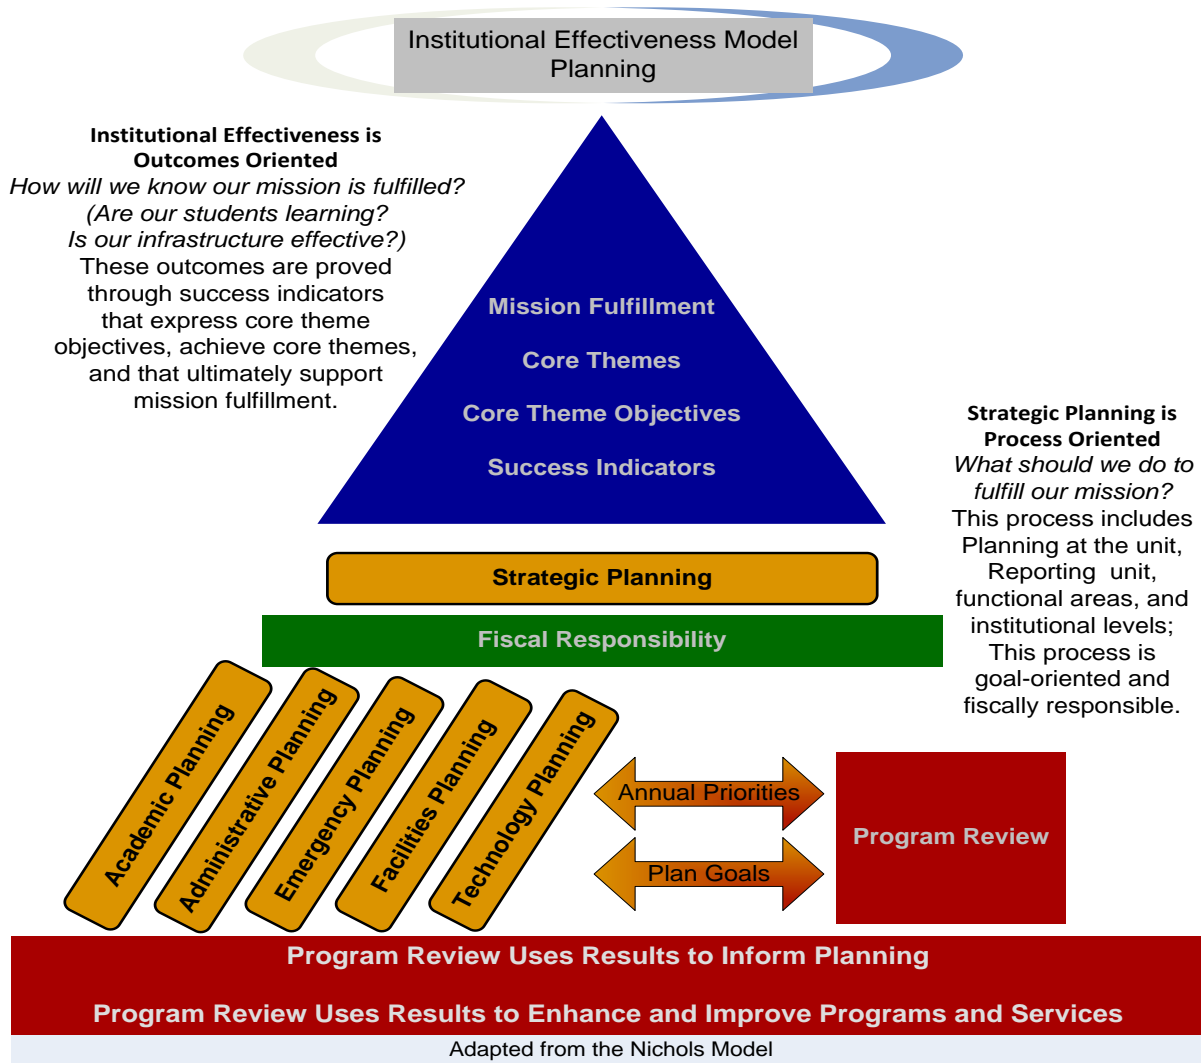 Institutional Effectiveness Model
Planning
Institutional Effectiveness is
Outcomes Oriented
How will we know our mission is fulfilled?
(Are our students learning?
Is our infrastructure effective?)
These outcomes are proved
through success indicators
that express core theme
objectives, achieve core themes,
and that ultimately support
mission fulfillment.
Mission Fulfillment
Core Themes
Core Theme Objectives
Success Indicators
Strategic Planning is
Process Oriented
What should we do to
fulfill our mission?
This process includes
Planning at the unit,
Reporting unit,
functional areas, and
institutional levels;
This process is
goal-oriented and
fiscally responsible.
Strategic Planning
Fiscal Responsibility
Academic Planning
Administrative Planning
Emergency Planning
Facilities Planning
Technology Planning
Annual Priorities
Plan Goals
Program Review
Program Review Uses Results to Inform Planning
Program Review Uses Results to Enhance and Improve Programs and Services
Adapted from the Nichols Model